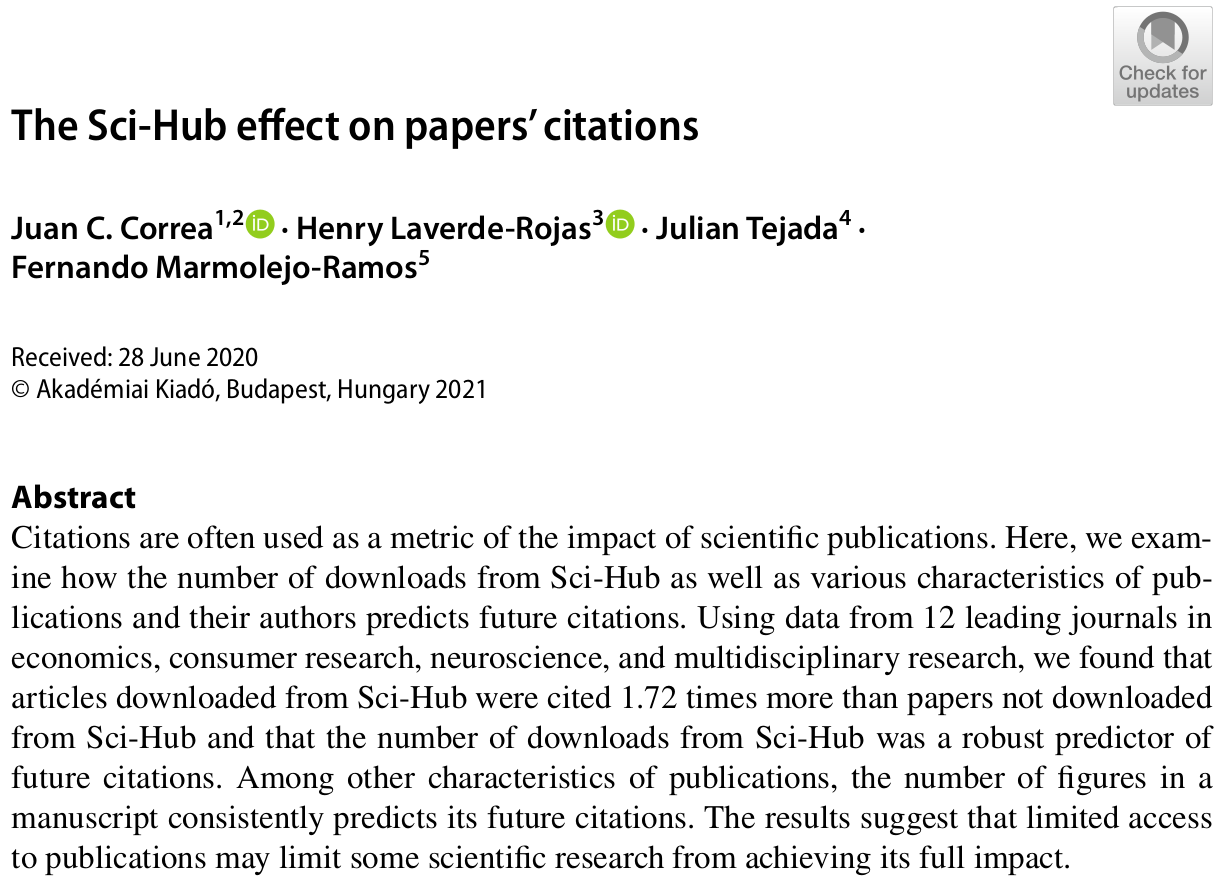 Check for
updates
The Sci-Hub effect on papers’ citations
Juan C. Correa1,2 iD · Henry Laverde-Rojas3 iD · Julian Tejada4 ·
Fernando Marmolejo-Ramos5
Received: 28 June 2020
© Akadémiai Kiadó, Budapest, Hungary 2021
Abstract
Citations are often used as a metric of the impact of scientific publications. Here, we exam-
ine how the number of downloads from Sci-Hub as well as various characteristics of pub-
lications and their authors predicts future citations. Using data from 12 leading journals in
economics, consumer research, neuroscience, and multidisciplinary research, we found that
articles downloaded from Sci-Hub were cited 1.72 times more than papers not downloaded
from Sci-Hub and that the number of downloads from Sci-Hub was a robust predictor of
future citations. Among other characteristics of publications, the number of figures in a
manuscript consistently predicts its future citations. The results suggest that limited access
to publications may limit some scientific research from achieving its full impact.